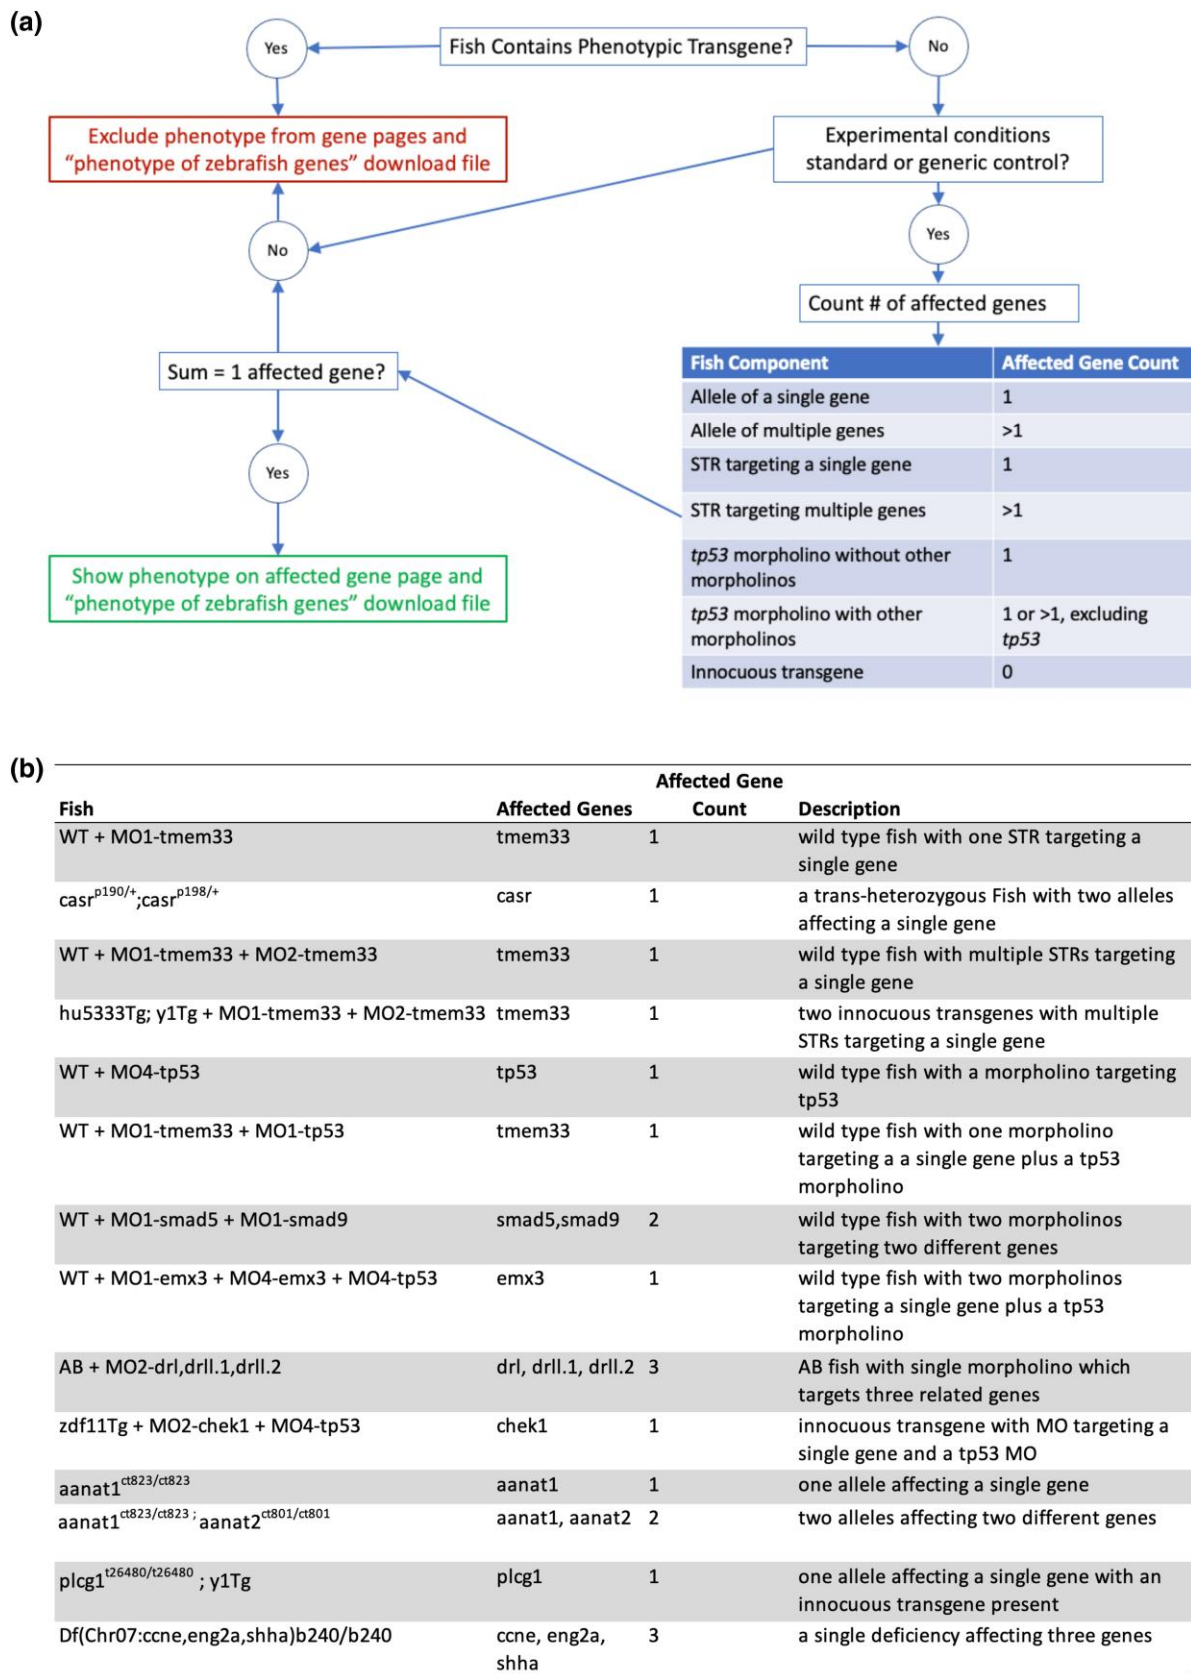 (a)
Yes
Fish Contains Phenotypic Transgene?
No
Exclude phenotype from gene pages and
“phenotype of zebrafish genes” download file
Experimental conditions
standard or generic control?
No
Yes
Count # of affected genes
Sum = 1 affected gene?
Yes
Show phenotype on affected gene page and
“phenotype of zebrafish genes” download file
Fish Component Affected Gene Count
Allele of a single gene 1
Allele of multiple genes >1
STR targeting a single gene 1
STR targeting multiple genes >1
tp53 morpholino without other 1
morpholinos
tp53 morpholino with other 1 or >1, excluding
morpholinos tp53
Innocuous transgene 0
(b)
Affected Gene
Fish Affected Genes Count Description
WT + MO1-tmem33 tmem33 1 wild type fish with one STR targeting a
single gene
casrp190/+;casrp198/+ casr 1 a trans-heterozygous Fish with two alleles
affecting a single gene
WT + MO1-tmem33 + MO2-tmem33 tmem33 1 wild type fish with multiple STRs targeting
a single gene
hu5333Tg; y1Tg + MO1-tmem33 + MO2-tmem33 tmem33 1 two innocuous transgenes with multiple
STRs targeting a single gene
WT + MO4-tp53 tp53 1 wild type fish with a morpholino targeting
tp53
WT + MO1-tmem33 + MO1-tp53 tmem33 1 wild type fish with one morpholino
targeting a a single gene plus a tp53
morpholino
WT + MO1-smad5 + MO1-smad9 smad5,smad9 2 wild type fish with two morpholinos
targeting two different genes
WT + MO1-emx3 + MO4-emx3 + MO4-tp53 emx3 1 wild type fish with two morpholinos
targeting a single gene plus a tp53
morpholino
AB + MO2-drl,drll.1,drll.2 drl, drll.1, drll.2 3 AB fish with single morpholino which
targets three related genes
zdf11Tg + MO2-chek1 + MO4-tp53 chek1 1 innocuous transgene with MO targeting a
single gene and a tp53 MO
aanat1ct823/ct823 aanat1 1 one allele affecting a single gene
aanat1ct823/ct823 ; aanat2ct801/ct801 aanat1, aanat2 2 two alleles affecting two different genes
plcg1t26480/t26480 ; y1Tg plcg1 1 one allele affecting a single gene with an
innocuous transgene present
Df(Chr07:ccne,eng2a,shha)b240/b240 ccne, eng2a, 3 a single deficiency affecting three genes
shha